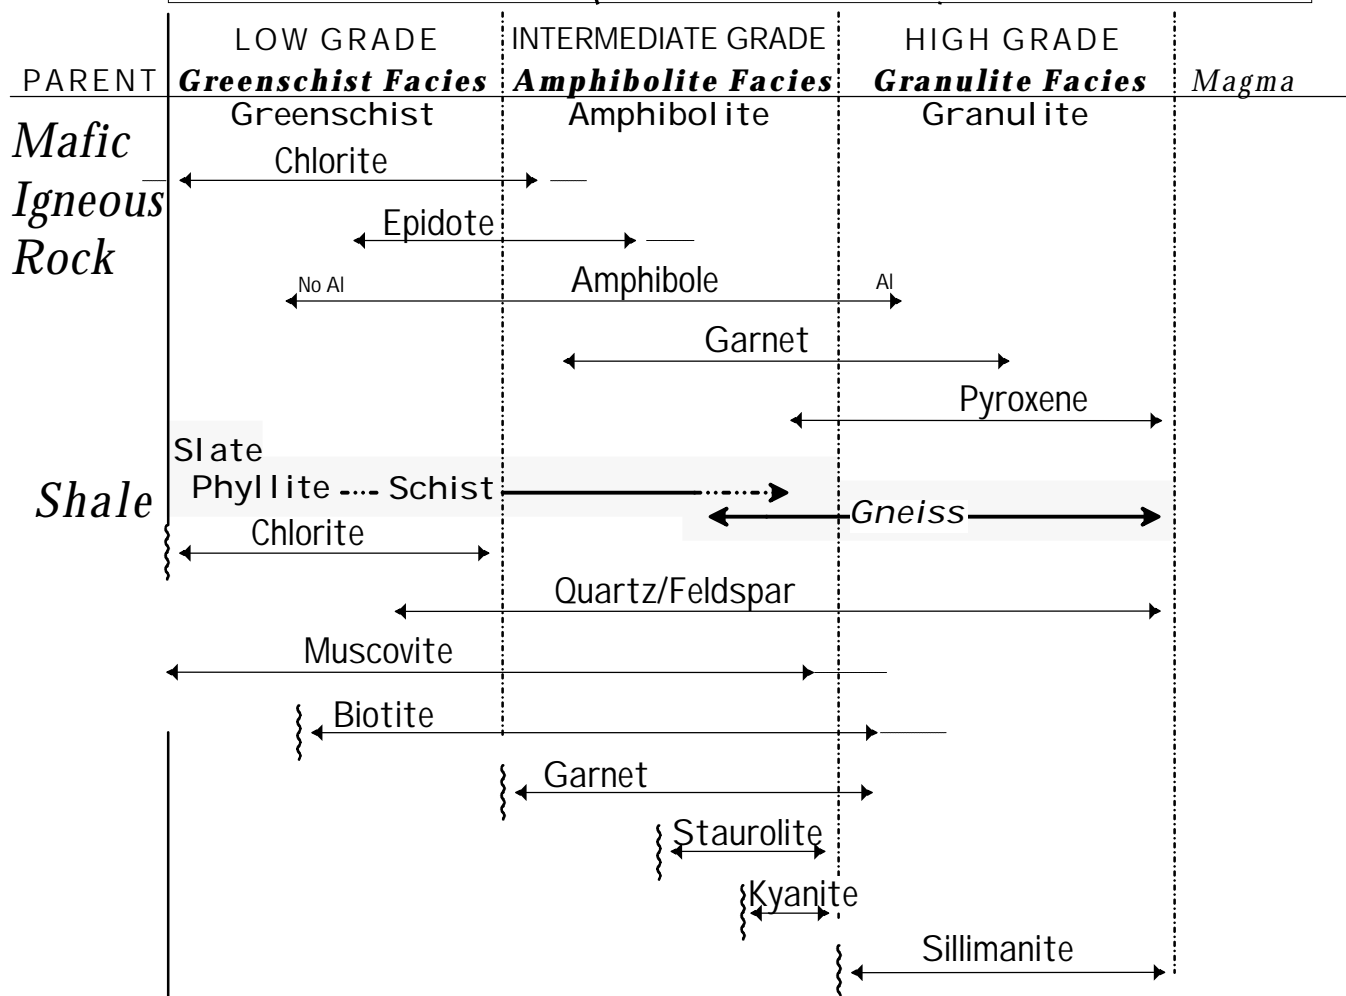 LOW GRADE INTERMEDIATE GRADE HIGH GRADE
PARENT Greenschist Facies Amphibolite Facies Granulite Facies Magma
Greenschist Amphibolite Granulite
Mafic
Igneous
Rock
Chlorite
Epidote
No Al Amphibole Al
Garnet
Pyroxene
Slate
Shale Phyllite Schist
Gneiss
Chlorite
Quartz/Feldspar
Muscovite
Biotite
Garnet
Staurolite
Kyanite
Sillimanite